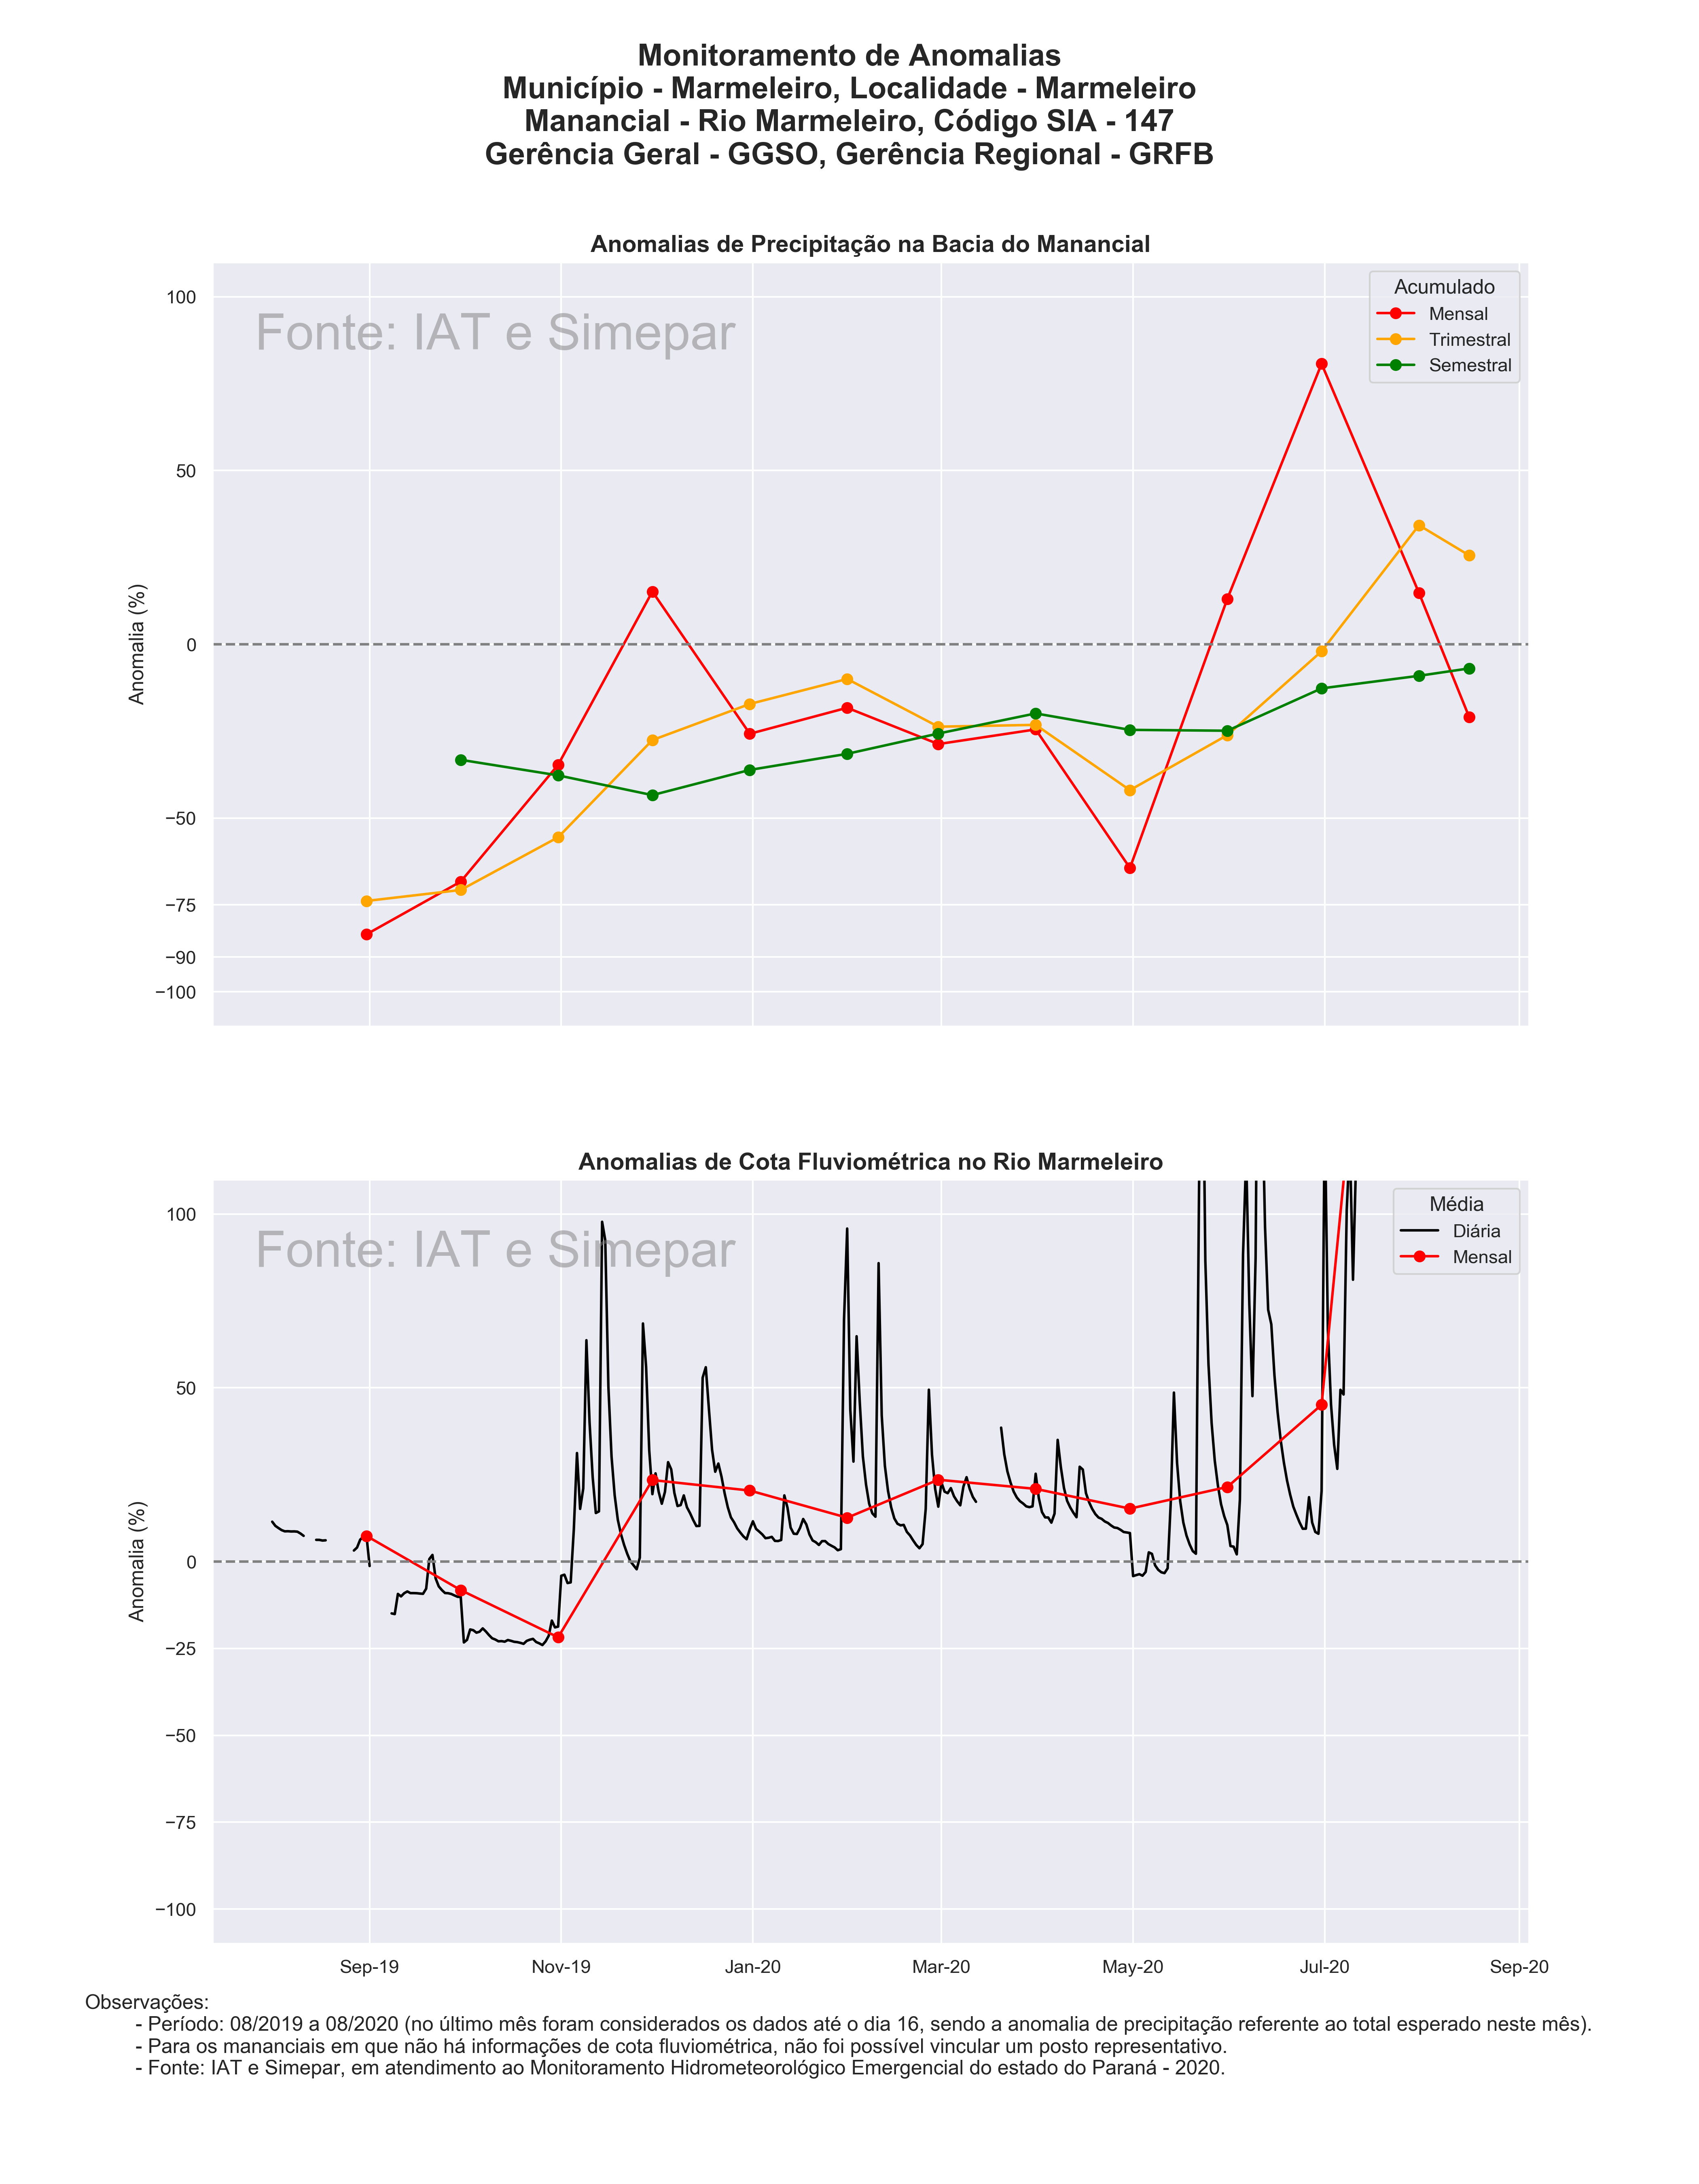 Monitoramento de Anomalias
Município - Marmeleiro, Localidade - Marmeleiro
Manancial - Rio Marmeleiro, Código SIA - 147
Gerência Geral - GGSO, Gerência Regional - GRFB
Anomalias de Precipitação na Bacia do Manancial
Fonte: IAT e Simepar
Acumulado
Mensal
Trimestral
Semestral
Anomalia (%)
100
50
0
−50
−75
−90
−100
Anomalias de Cota Fluviométrica no Rio Marmeleiro
Fonte: IAT e Simepar
Média
Diária
Mensal
Anomalia (%)
100
50
0
−25
−50
−75
−100
Sep-19 Nov-19 Jan-20 Mar-20 May-20 Jul-20 Sep-20
Observações:
- Período: 08/2019 a 08/2020 (no último mês foram considerados os dados até o dia 16, sendo a anomalia de precipitação referente ao total esperado neste mês).
- Para os mananciais em que não há informações de cota fluviométrica, não foi possível vincular um posto representativo.
- Fonte: IAT e Simepar, em atendimento ao Monitoramento Hidrometeorológico Emergencial do estado do Paraná - 2020.